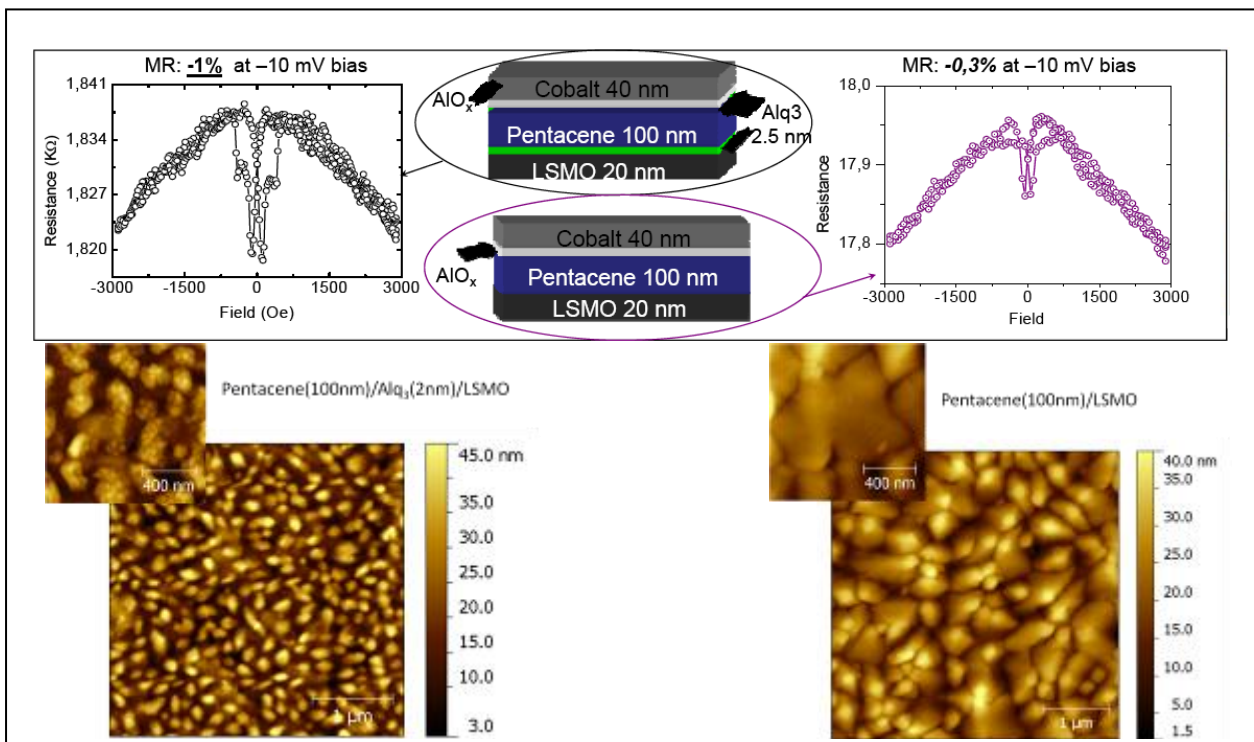 MR: -1% at –10 mV bias
1,841
1,834
1,827
1,820
Resistance (KΩ)
-3000 -1500 0 1500 3000
Field (Oe)
AlOx
Cobalt 40 nm
Alq3
Pentacene 100 nm
2.5 nm
LSMO 20 nm
Cobalt 40 nm
AlOx
Pentacene 100 nm
LSMO 20 nm
MR: -0,3% at –10 mV bias
18,0
17,9
17,8
Resistance
-3000 -1500 0 1500 3000
Field
Pentacene(100nm)/Alq3(2nm)/LSMO
400 nm
45.0 nm
35.0
30.0
25.0
20.0
15.0
10.0
3.0
1 µm
Pentacene(100nm)/LSMO
400 nm
40.0 nm
35.0
30.0
25.0
20.0
15.0
10.0
5.0
1.5
1 µm